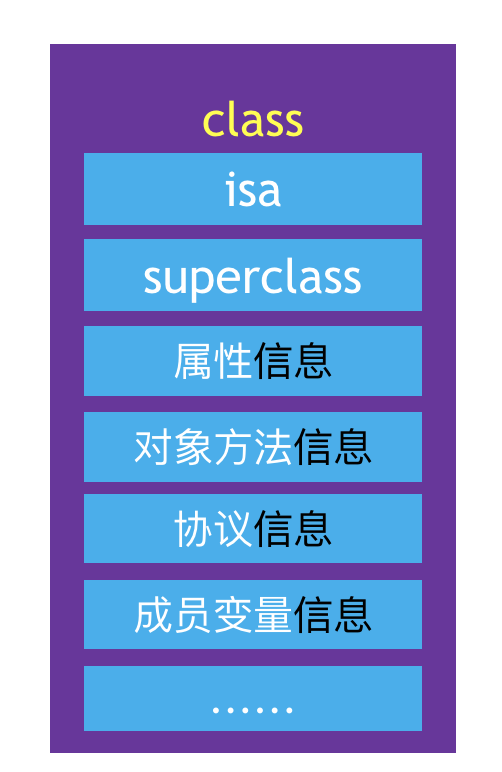 class
isa
superclass
属性信息
对象方法信息
协议信息
成员变量信息
......